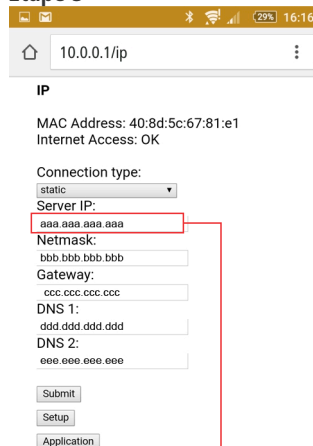 29% 16:16
10.0.0.1/ip
IP
MAC Address: 40:8d:5c:67:81:e1
Internet Access: OK
Connection type:
static
Server IP:
aaa.aaa.aaa.aaa
Netmask:
bbb.bbb.bbb.bbb
Gateway:
ccc.ccc.ccc.ccc
DNS 1:
ddd.ddd.ddd.ddd
DNS 2:
eee.eee.eee.eee
Submit
Setup
Application